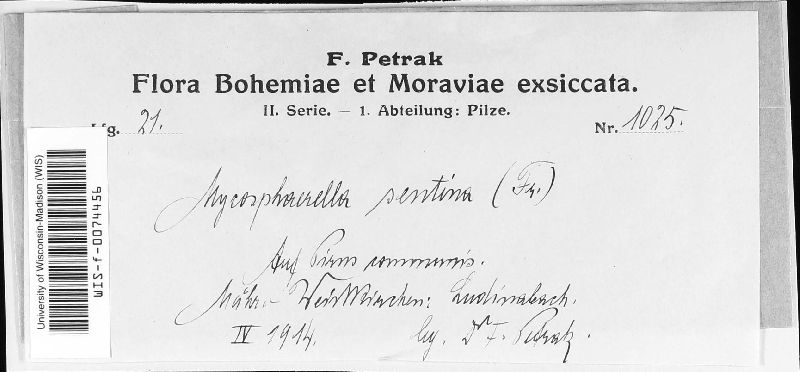 F. Petrak
Flora Bohemiae et Moraviae exsiccata.
II. Serie. — 1. Abteilung: Pilze.
Lfg. 21.
Nr. 1025.
Mycosphaerella sentina (Fr.)
Auf Pirus communis.
Mähr. Weisskirchen: Ludinabach.
IV 1914. leg. Dr F. Petrak.
University of Wisconsin-Madison (WIS)
WIS-f-0074456